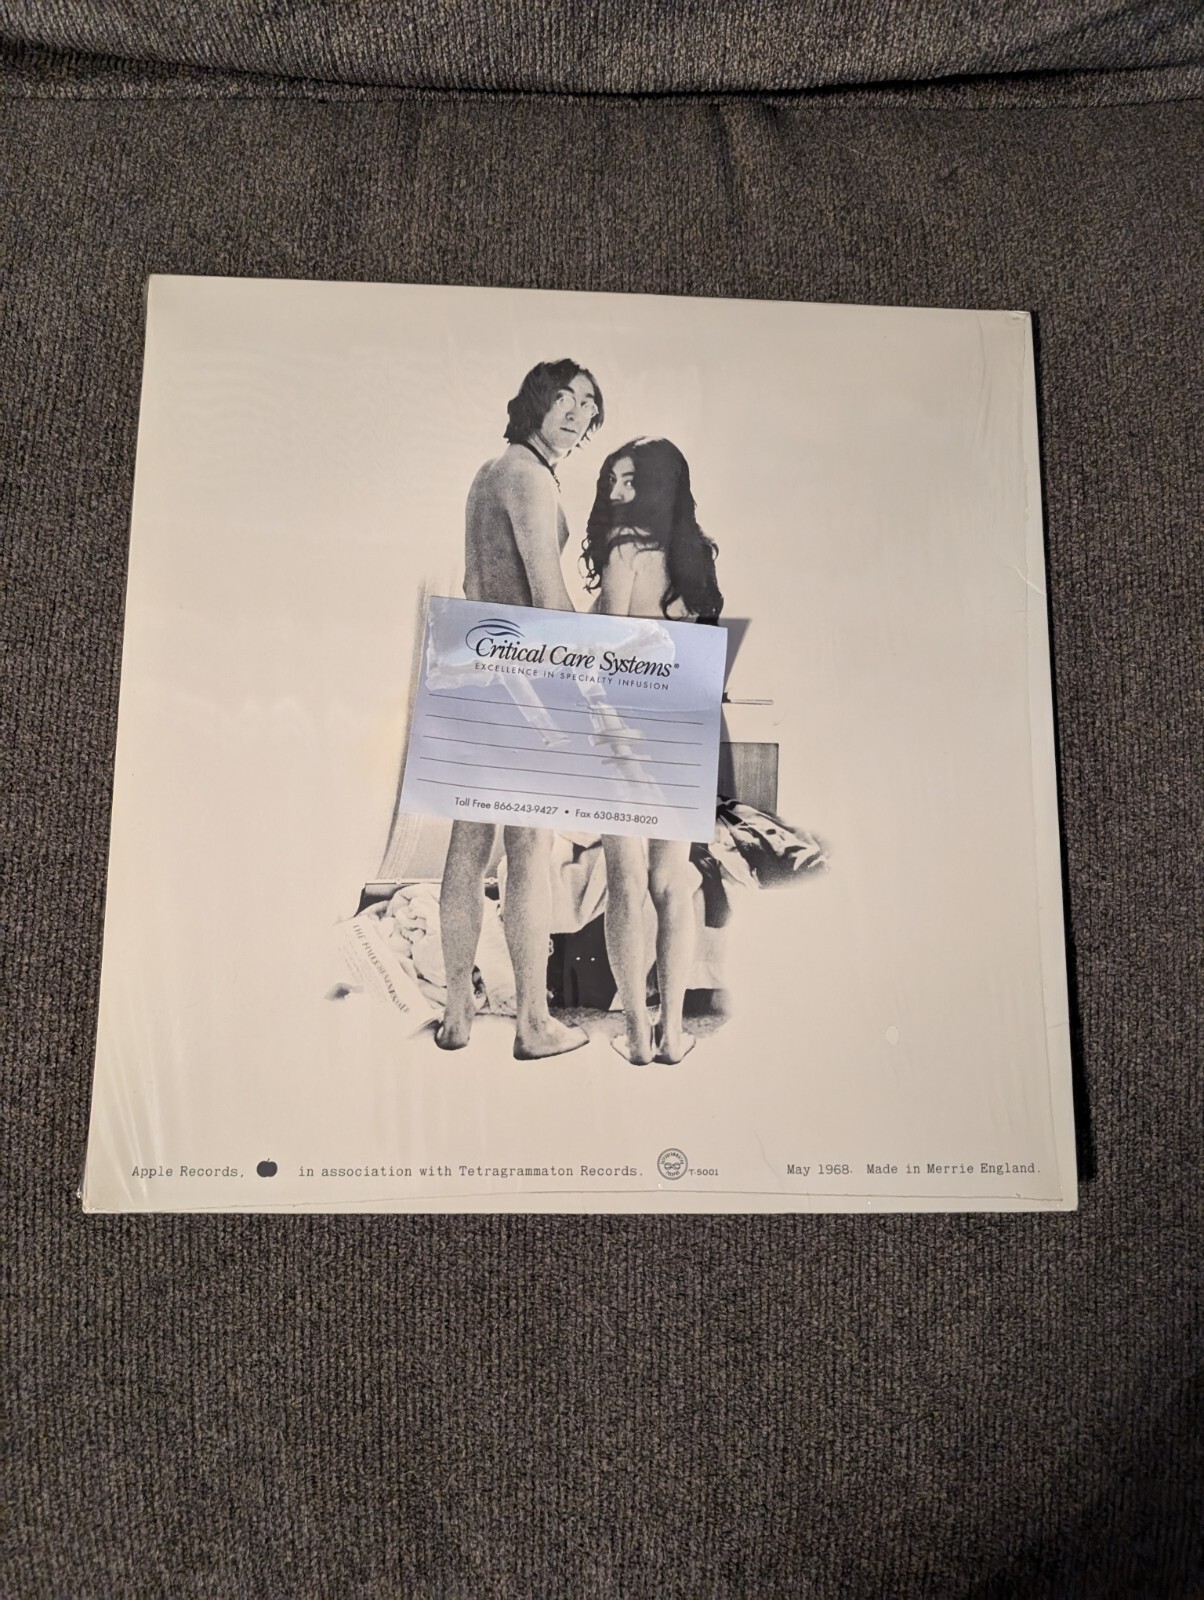 Critical Care Systems®
EXCELLENCE IN SPECIALTY INFUSION
Toll Free 866-243-9427 • Fax 630-833-8020
Apple Records, in association with Tetragrammaton Records. T-5001 May 1968. Made in Merrie England.